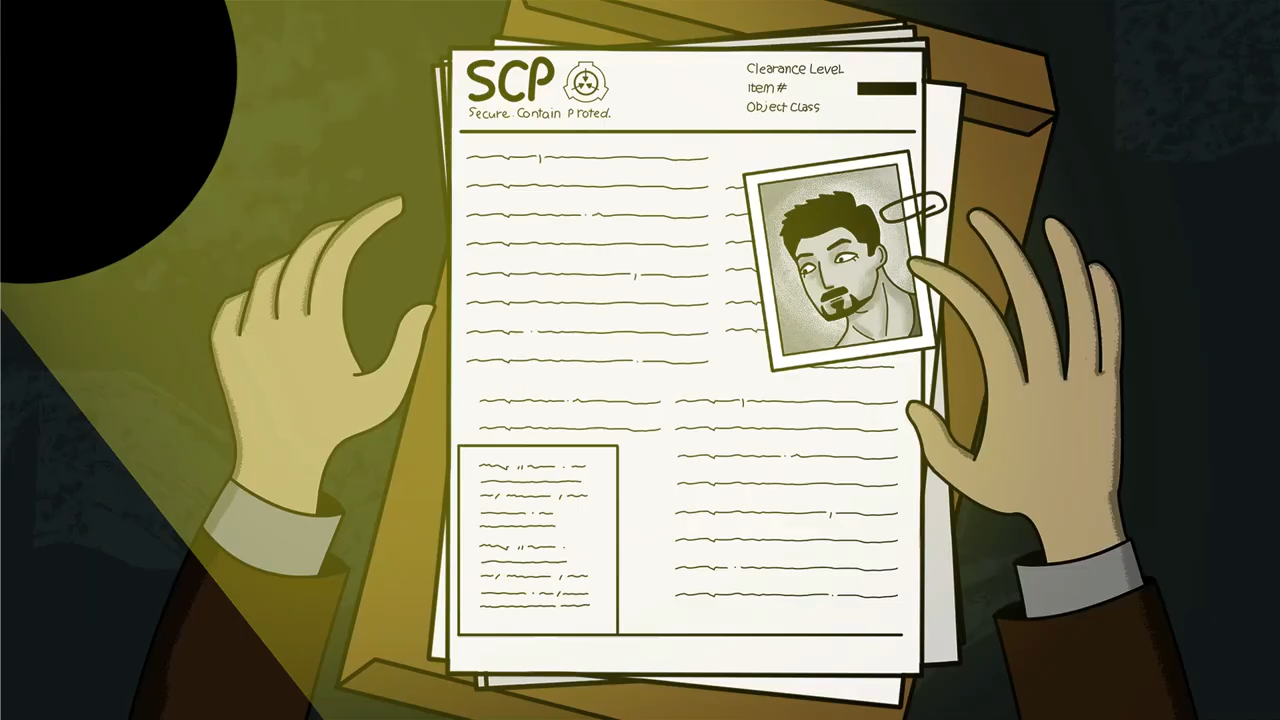 SCP
Secure. Contain Proted.
Clearance Level
Item #
Object Class